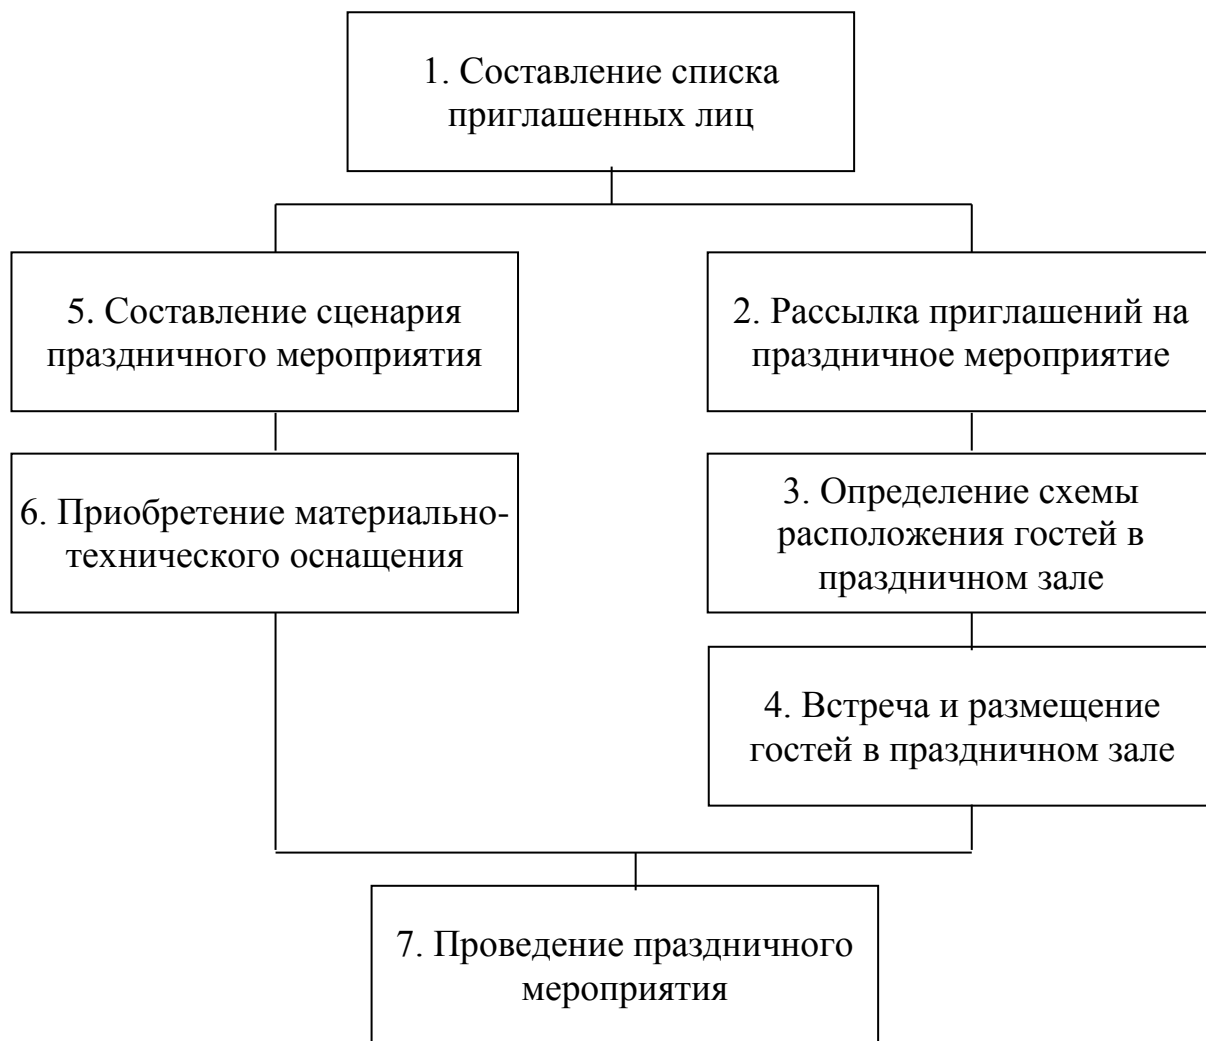 1. Составление списка
приглашенных лиц
5. Составление сценария
праздничного мероприятия
2. Рассылка приглашений на
праздничное мероприятие
6. Приобретение материально-
технического оснащения
3. Определение схемы
расположения гостей в
праздничном зале
4. Встреча и размещение
гостей в праздничном зале
7. Проведение праздничного
мероприятия